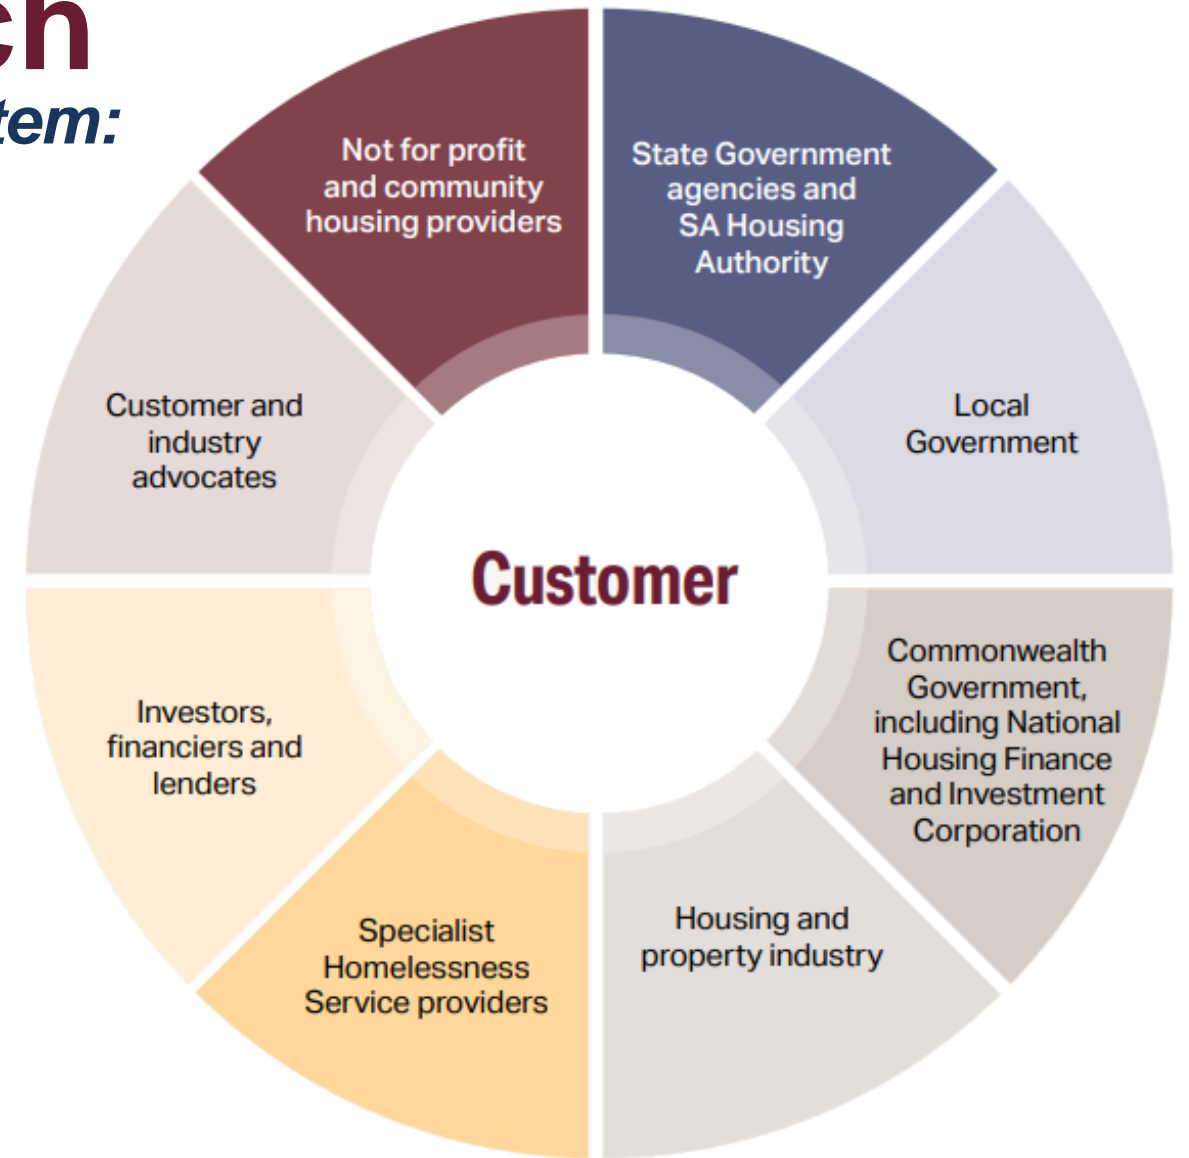 ch
tem:
Not for profit
and community
housing providers
State Government
agencies and
SA Housing
Authority
Customer and
industry
advocates
Local
Government
Customer
Commonwealth
Government,
including National
Housing Finance
and Investment
Corporation
Investors,
financiers and
lenders
Specialist
Homelessness
Service providers
Housing and
property industry